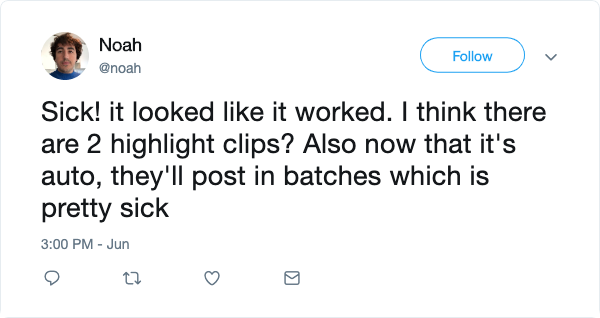 Noah
@noah
Follow
Sick! it looked like it worked. I think there
are 2 highlight clips? Also now that it's
auto, they'll post in batches which is
pretty sick
3:00 PM - Jun